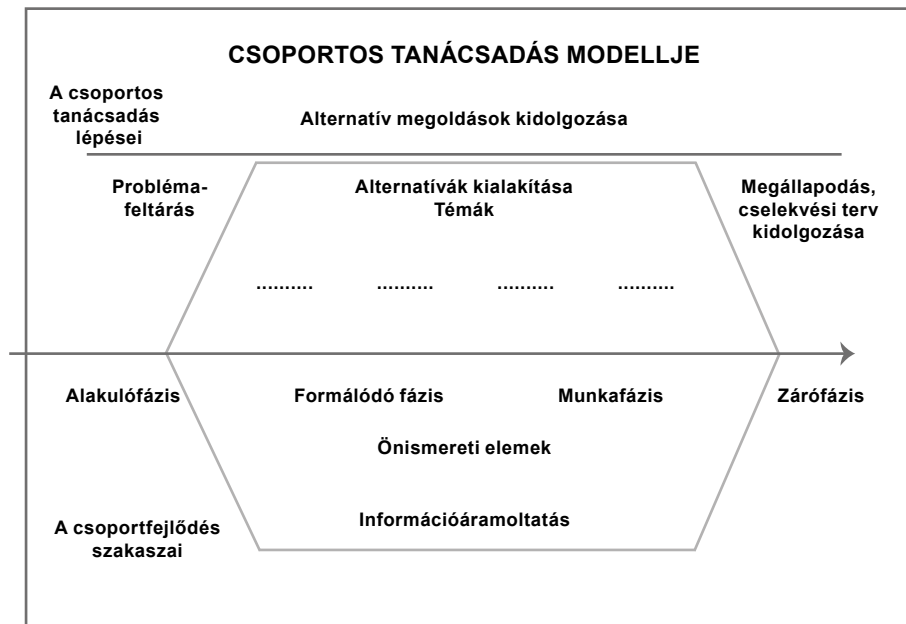 CSOPORTOS TANÁCSADÁS MODELLJE
A csoportos
tanácsadás
lépései
Alternatív megoldások kidolgozása
Probléma-
feltárás
Alternatívák kialakítása
Témák
Megállapodás,
cselekvési terv
kidolgozása
.......... .......... .......... ..........
Alakulófázis
Formálódó fázis
Munkafázis
Zárófázis
Önismereti elemek
Információáramoltatás
A csoportfejlődés
szakaszai